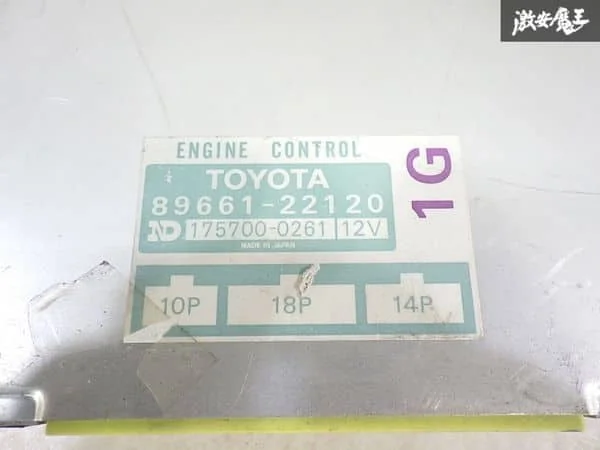 激安魔王
ENGINE CONTROL
1G
TOYOTA
89661-22120
ND 175700-0261 12V
MADE IN JAPAN
10P 18P 14P